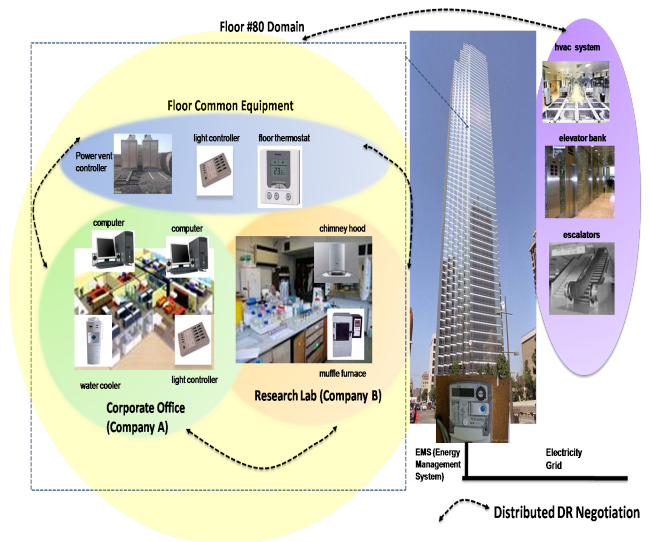 Floor #80 Domain
hvac system
Floor Common Equipment
light controller
floor thermostat
Power vent
controller
elevator bank
computer
computer
chimney hood
escalators
water cooler
light controller
muffle furnace
Corporate Office
(Company A)
Research Lab (Company B)
EMS (Energy
Management
System)
Electricity
Grid
Distributed DR Negotiation